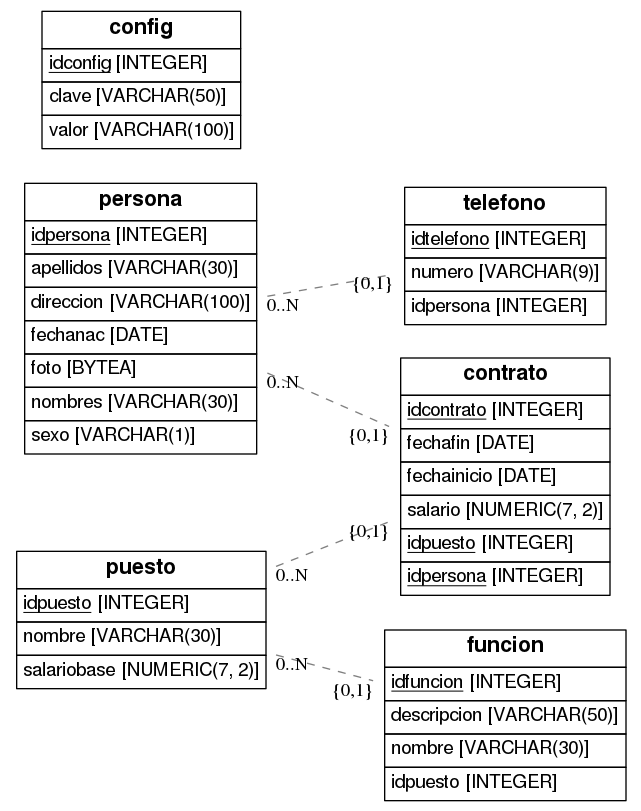 config
idconfig [INTEGER]
clave [VARCHAR(50)]
valor [VARCHAR(100)]
persona
idpersona [INTEGER]
apellidos [VARCHAR(30)]
direccion [VARCHAR(100)]
fechanac [DATE]
foto [BYTEA]
nombres [VARCHAR(30)]
sexo [VARCHAR(1)]
0..N
{0,1}
telefono
idtelefono [INTEGER]
numero [VARCHAR(9)]
idpersona [INTEGER]
0..N
{0,1}
contrato
idcontrato [INTEGER]
fechafin [DATE]
fechainicio [DATE]
salario [NUMERIC(7, 2)]
idpuesto [INTEGER]
idpersona [INTEGER]
{0,1}
0..N
puesto
idpuesto [INTEGER]
nombre [VARCHAR(30)]
salariobase [NUMERIC(7, 2)]
0..N
{0,1}
funcion
idfuncion [INTEGER]
descripcion [VARCHAR(50)]
nombre [VARCHAR(30)]
idpuesto [INTEGER]